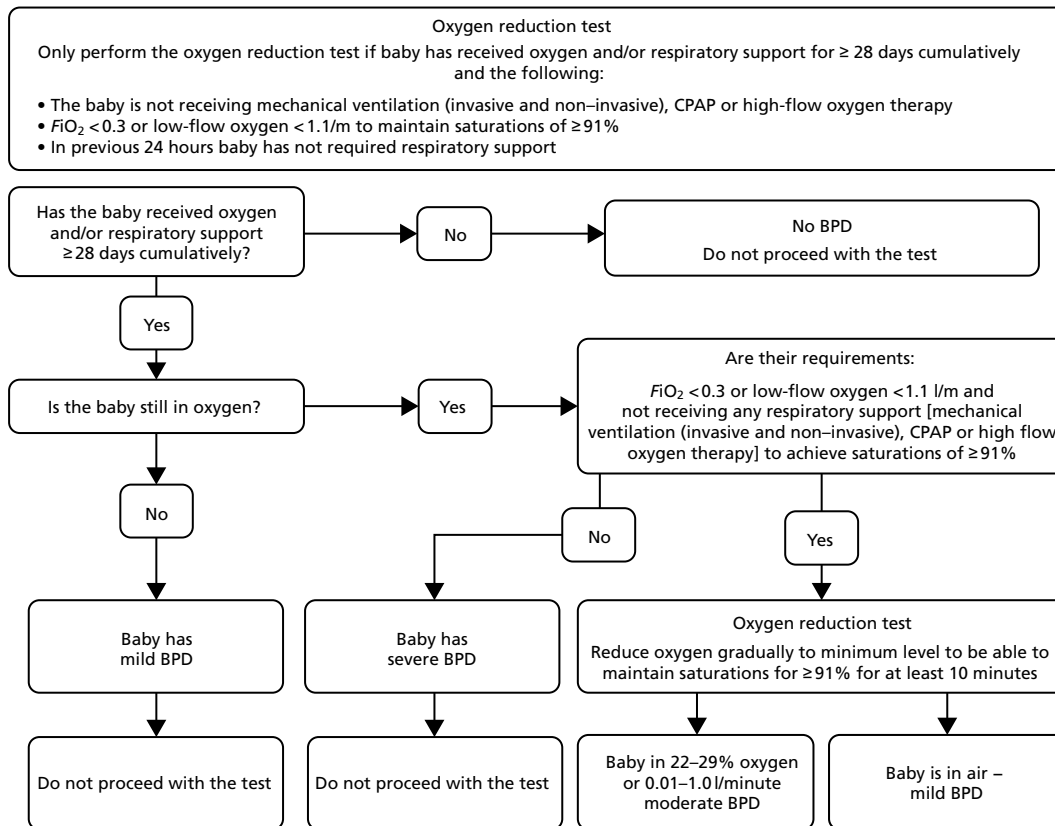 Oxygen reduction test
Only perform the oxygen reduction test if baby has received oxygen and/or respiratory support for ≥ 28 days cumulatively
and the following:
• The baby is not receiving mechanical ventilation (invasive and non–invasive), CPAP or high-flow oxygen therapy
• FiO₂ <0.3 or low-flow oxygen <1.1/m to maintain saturations of ≥91%
• In previous 24 hours baby has not required respiratory support
Has the baby received oxygen
and/or respiratory support
≥28 days cumulatively?
No
No BPD
Do not proceed with the test
Yes
Is the baby still in oxygen?
Yes
Are their requirements:
FiO₂ <0.3 or low-flow oxygen <1.1 l/m and
not receiving any respiratory support [mechanical
ventilation (invasive and non–invasive), CPAP or high flow
oxygen therapy] to achieve saturations of ≥91%
No
No
Yes
Baby has
mild BPD
Baby has
severe BPD
Oxygen reduction test
Reduce oxygen gradually to minimum level to be able to
maintain saturations for ≥91% for at least 10 minutes
Do not proceed with the test
Do not proceed with the test
Baby in 22–29% oxygen
or 0.01–1.0 l/minute
moderate BPD
Baby is in air –
mild BPD